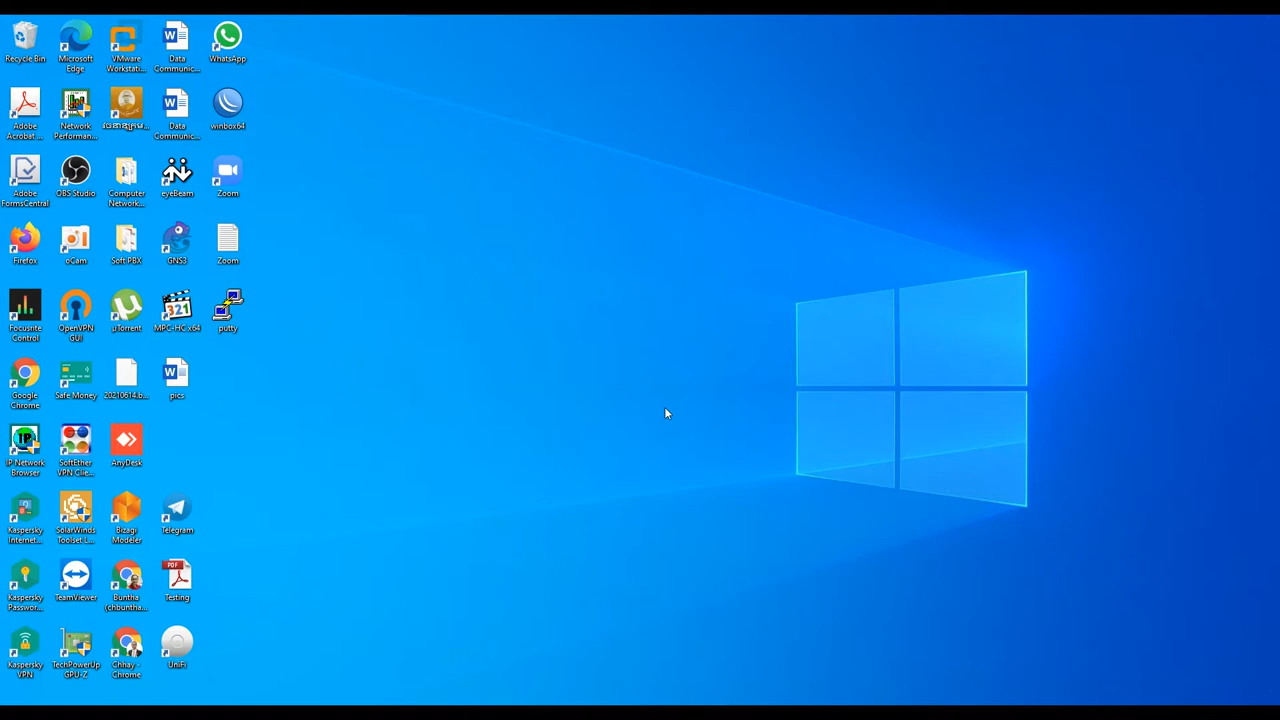 Recycle Bin
Microsoft
Edge
VMware
Workstati...
Data
Communic...
WhatsApp
Adobe
Acrobat ...
Network
Performan...
Data
Communic...
winbox64
Adobe
FormsCentral
OBS Studio
Computer
Network...
eyeBeam
Zoom
Firefox
oCam
Soft PBX
GNS3
Zoom
Focusrite
Control
OpenVPN
GUI
µTorrent
321
MPC-HC x64
putty
Google
Chrome
Safe Money
20210614.b...
pics
IP
IP Network
Browser
SoftEther
VPN Clie...
AnyDesk
Kaspersky
Internet...
SolarWinds
Toolset L...
Bizagi
Modeler
Telegram
Kaspersky
Passwor...
TeamViewer
Buntha
(chbuntha...
PDF
Testing
Kaspersky
VPN
TechPowerUp
GPU-Z
Chhay -
Chrome
UniFi